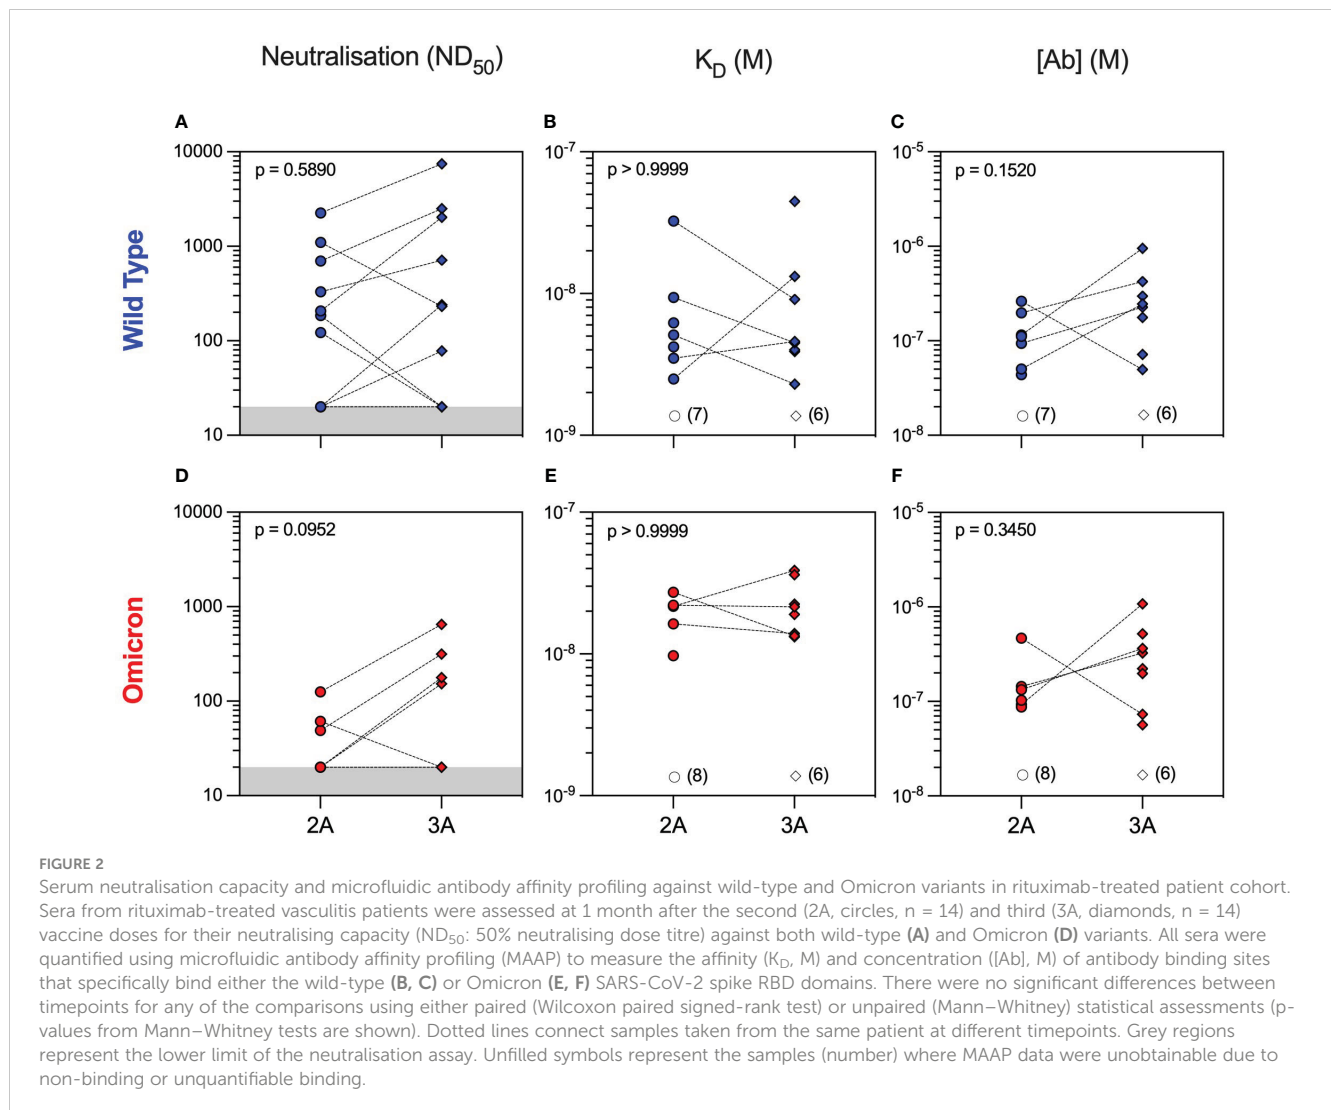 Neutralisation (ND50)
KD (M)
[Ab] (M)
A
B
C
Wild Type
10000
1000
100
10
p = 0.5890
10-7
10-8
10-9
p > 0.9999
(7)
(6)
10-5
10-6
10-7
10-8
p = 0.1520
(7)
(6)
D
E
F
Omicron
10000
1000
100
10
p = 0.0952
2A
3A
10-7
10-8
10-9
p > 0.9999
(8)
(6)
2A
3A
10-5
10-6
10-7
10-8
p = 0.3450
(8)
(6)
2A
3A
FIGURE 2
Serum neutralisation capacity and microfluidic antibody affinity profiling against wild-type and Omicron variants in rituximab-treated patient cohort.
Sera from rituximab-treated vasculitis patients were assessed at 1 month after the second (2A, circles, n = 14) and third (3A, diamonds, n = 14)
vaccine doses for their neutralising capacity (ND50: 50% neutralising dose titre) against both wild-type (A) and Omicron (D) variants. All sera were
quantified using microfluidic antibody affinity profiling (MAAP) to measure the affinity (KD, M) and concentration ([Ab], M) of antibody binding sites
that specifically bind either the wild-type (B, C) or Omicron (E, F) SARS-CoV-2 spike RBD domains. There were no significant differences between
timepoints for any of the comparisons using either paired (Wilcoxon paired signed-rank test) or unpaired (Mann–Whitney) statistical assessments (p-
values from Mann–Whitney tests are shown). Dotted lines connect samples taken from the same patient at different timepoints. Grey regions
represent the lower limit of the neutralisation assay. Unfilled symbols represent the samples (number) where MAAP data were unobtainable due to
non-binding or unquantifiable binding.